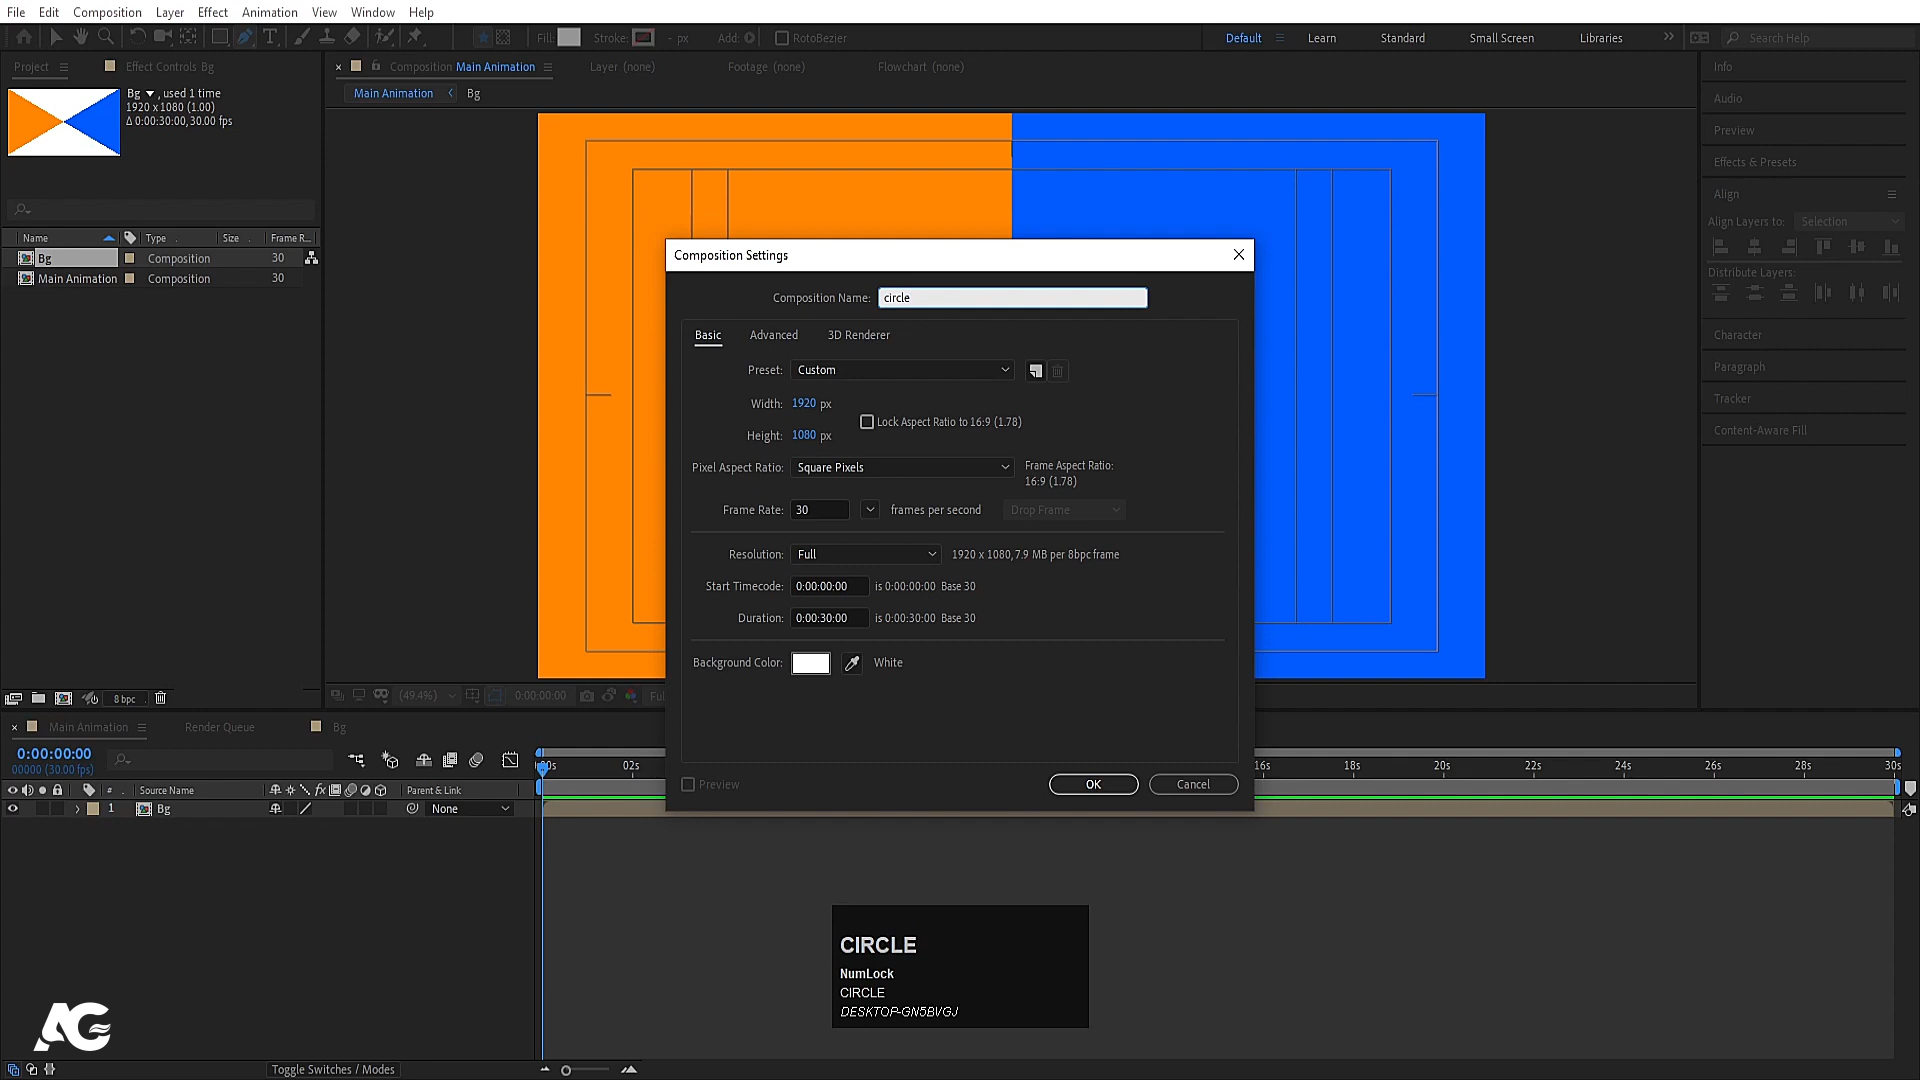 File Edit Composition Layer Effect Animation View Window Help
Fill: Stroke: - px Add: RotoBezier Default Learn Standard Small Screen Libraries Search Help
Project Effect Controls Bg
Composition Main Animation Layer (none) Footage (none) Flowchart (none)
Main Animation Bg
Bg , used 1 time
1920 x 1080 (1.00)
Δ 0:00:30:00, 30.00 fps
Name Type Size Frame R...
Bg Composition 30
Main Animation Composition 30
8 bpc
Info
Audio
Preview
Effects & Presets
Align
Align Layers to: Selection
Distribute Layers:
Character
Paragraph
Tracker
Content-Aware Fill
Composition Settings
Composition Name: circle
Basic Advanced 3D Renderer
Preset: Custom
Width: 1920 px
Lock Aspect Ratio to 16:9 (1.78)
Height: 1080 px
Pixel Aspect Ratio: Square Pixels Frame Aspect Ratio:
16:9 (1.78)
Frame Rate: 30 frames per second Drop Frame
Resolution: Full 1920 x 1080, 7.9 MB per 8bpc frame
Start Timecode: 0:00:00:00 is 0:00:00:00 Base 30
Duration: 0:00:30:00 is 0:00:30:00 Base 30
Background Color: White
Preview OK Cancel
(49.4%) 0:00:00:00
Main Animation Render Queue Bg
0:00:00:00
00000 (30.00 fps)
02s 16s 18s 20s 22s 24s 26s 28s 30s
# Source Name fx Parent & Link
1 Bg None
CIRCLE
NumLock
CIRCLE
DESKTOP-GN5BVGJ
AG
Toggle Switches / Modes